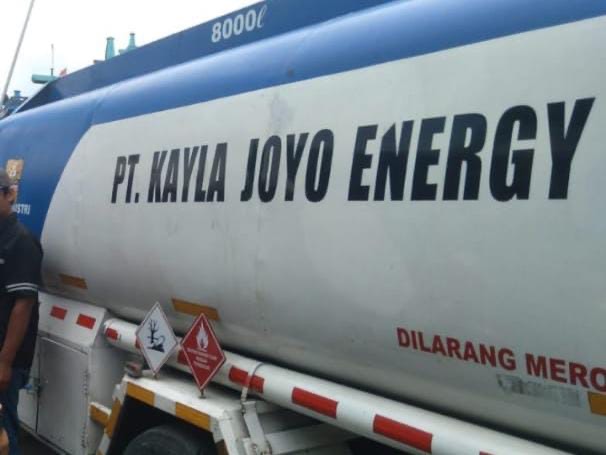 8000ℓ
PT. KAYLA JOYO ENERGY
DILARANG MERO